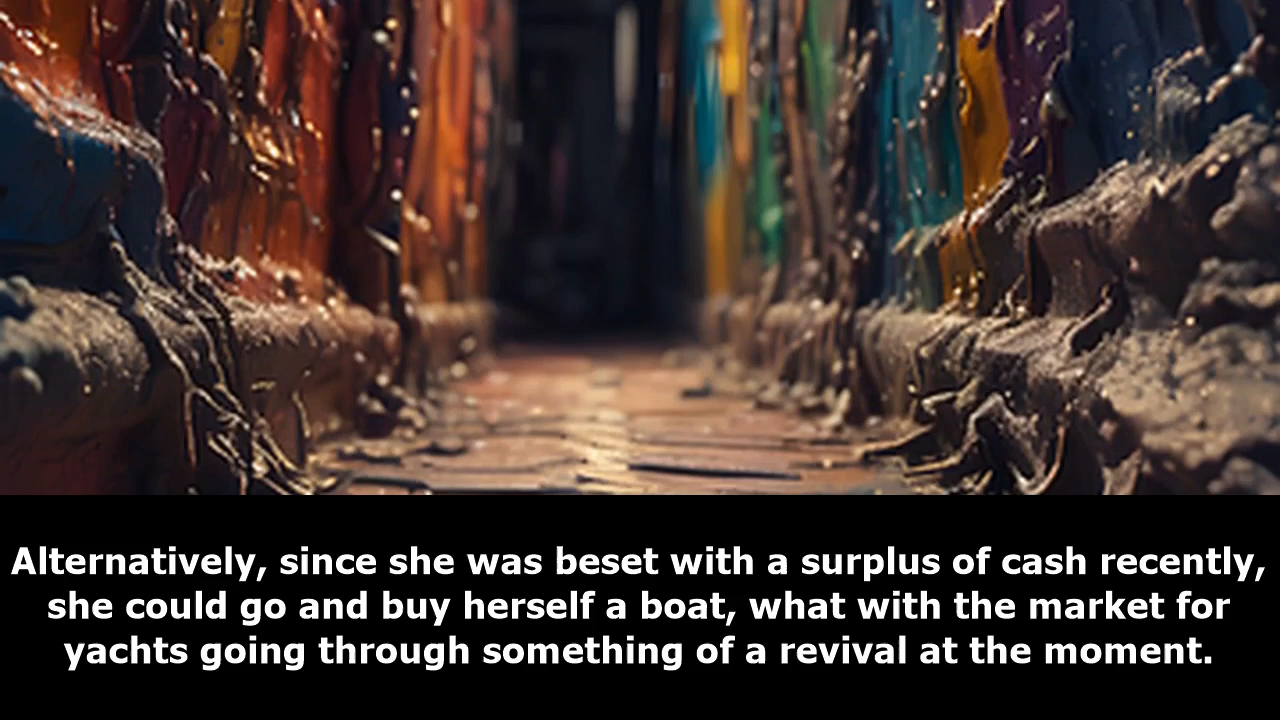 Alternatively, since she was beset with a surplus of cash recently,
she could go and buy herself a boat, what with the market for
yachts going through something of a revival at the moment.